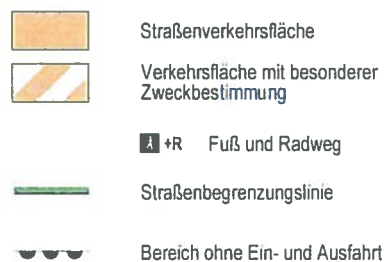 Straßenverkehrsfläche
Verkehrsfläche mit besonderer
Zweckbestimmung
+R Fuß und Radweg
Straßenbegrenzungslinie
Bereich ohne Ein- und Ausfahrt